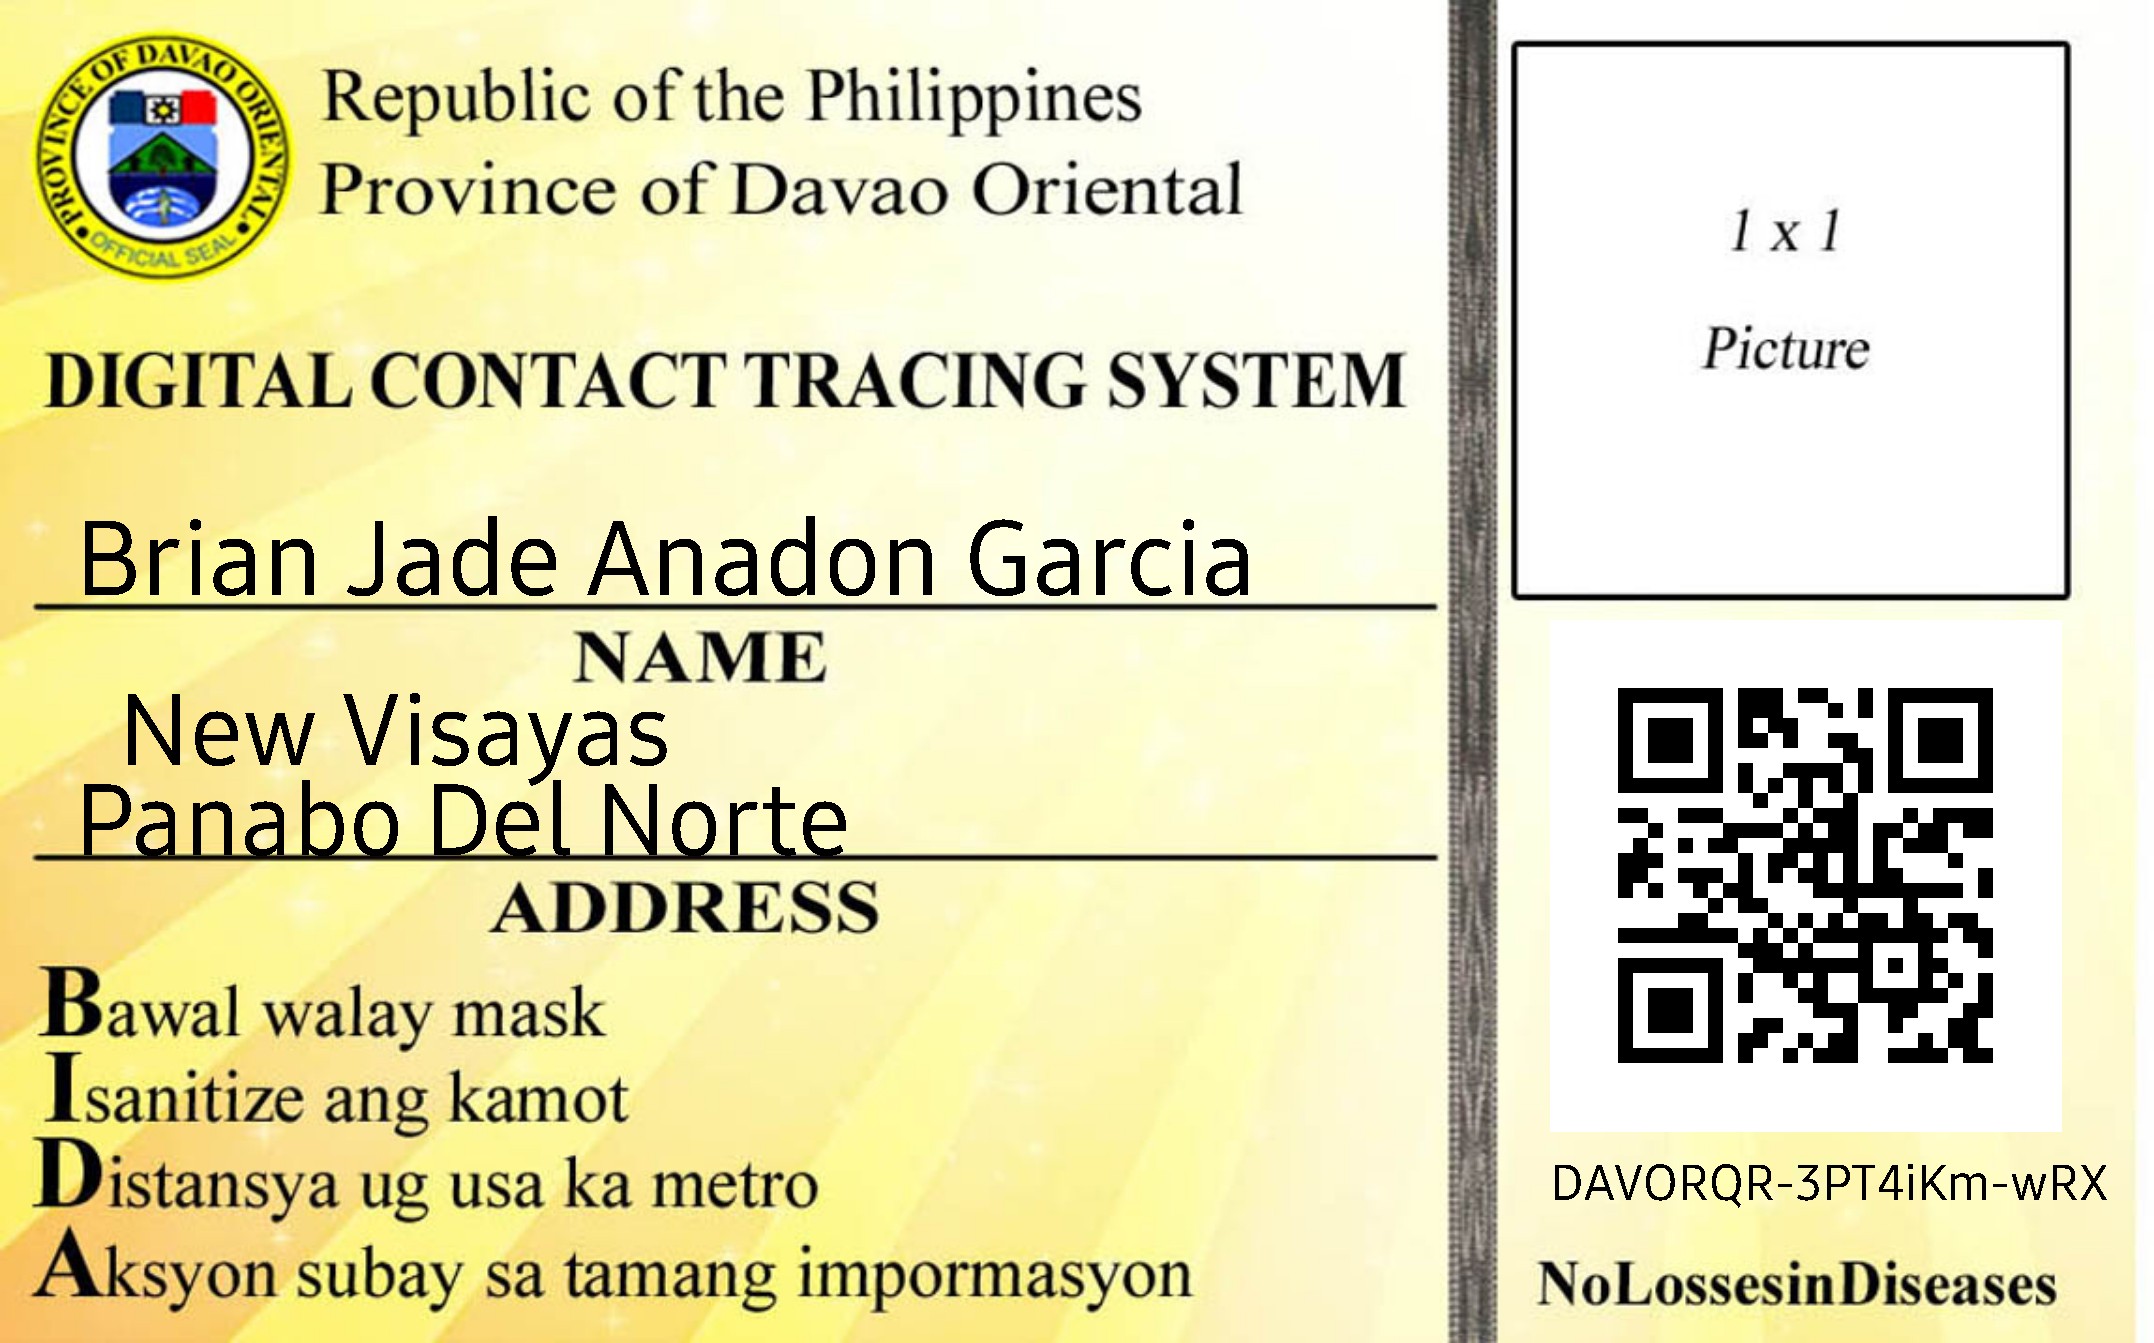 PROVINCE OF DAVAO ORIENTAL
OFFICIAL SEAL
Republic of the Philippines
Province of Davao Oriental
DIGITAL CONTACT TRACING SYSTEM
Brian Jade Anadon Garcia
NAME
New Visayas
Panabo Del Norte
ADDRESS
Bawal walay mask
Isanitize ang kamot
Distansya ug usa ka metro
Aksyon subay sa tamang impormasyon
1 x 1
Picture
DAVORQR-3PT4iKm-wRX
NoLossesinDiseases